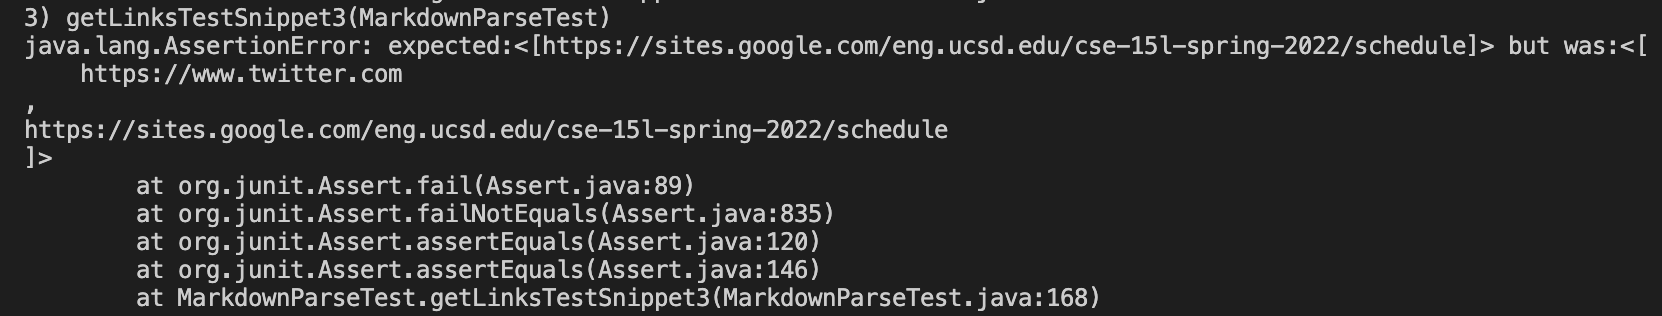 3) getLinksTestSnippet3(MarkdownParseTest)
java.lang.AssertionError: expected:<[https://sites.google.com/eng.ucsd.edu/cse-15l-spring-2022/schedule]> but was:<[
    https://www.twitter.com
,
https://sites.google.com/eng.ucsd.edu/cse-15l-spring-2022/schedule
]>
        at org.junit.Assert.fail(Assert.java:89)
        at org.junit.Assert.failNotEquals(Assert.java:835)
        at org.junit.Assert.assertEquals(Assert.java:120)
        at org.junit.Assert.assertEquals(Assert.java:146)
        at MarkdownParseTest.getLinksTestSnippet3(MarkdownParseTest.java:168)